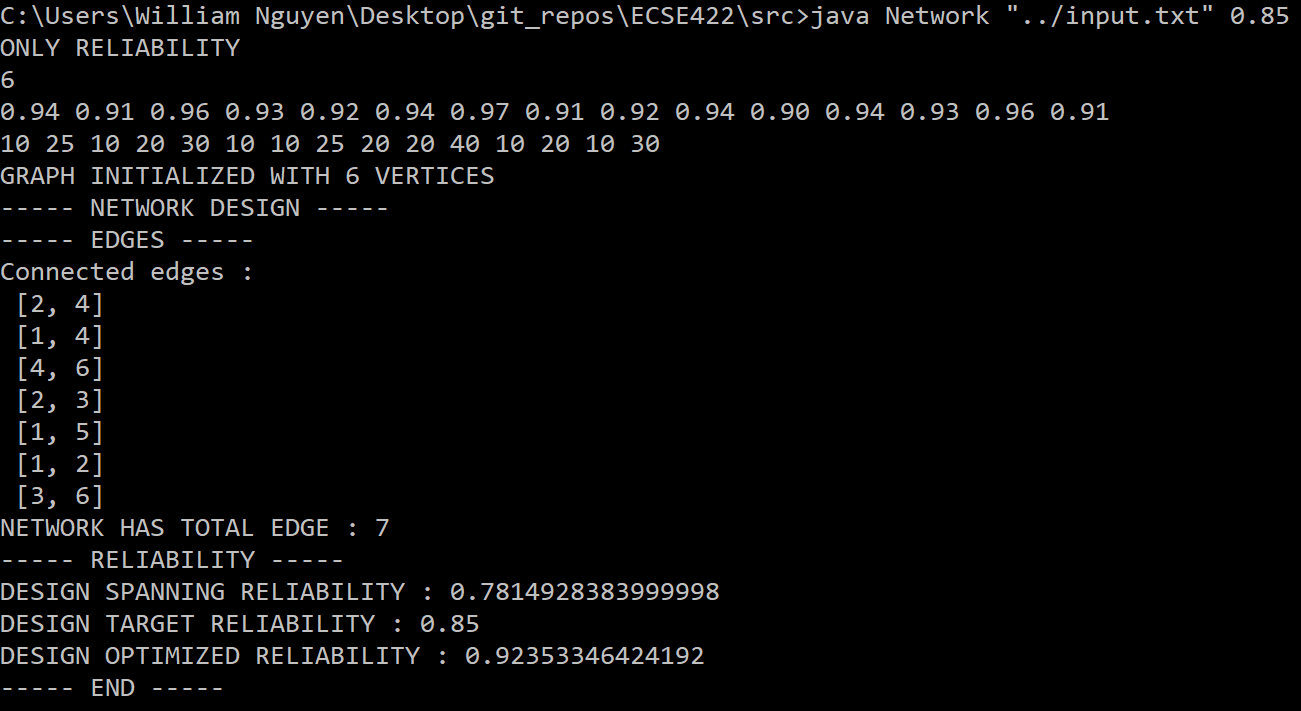 C:\Users\William Nguyen\Desktop\git_repos\ECSE422\src>java Network "../input.txt" 0.85
ONLY RELIABILITY
6
0.94 0.91 0.96 0.93 0.92 0.94 0.97 0.91 0.92 0.94 0.90 0.94 0.93 0.96 0.91
10 25 10 20 30 10 10 25 20 20 40 10 20 10 30
GRAPH INITIALIZED WITH 6 VERTICES
----- NETWORK DESIGN -----
----- EDGES -----
Connected edges :
[2, 4]
[1, 4]
[4, 6]
[2, 3]
[1, 5]
[1, 2]
[3, 6]
NETWORK HAS TOTAL EDGE : 7
----- RELIABILITY -----
DESIGN SPANNING RELIABILITY : 0.7814928383999998
DESIGN TARGET RELIABILITY : 0.85
DESIGN OPTIMIZED RELIABILITY : 0.92353346424192
----- END -----